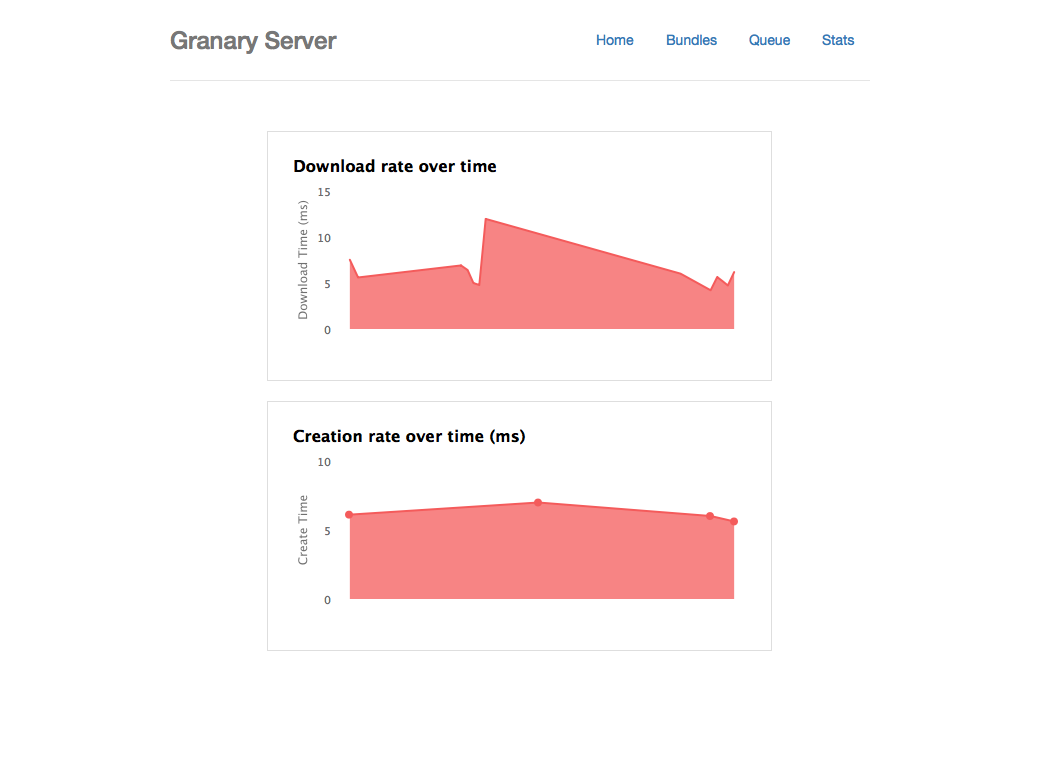 Granary Server
Home Bundles Queue Stats
Download rate over time
Download Time (ms)
15
10
5
0
Creation rate over time (ms)
Create Time
10
5
0